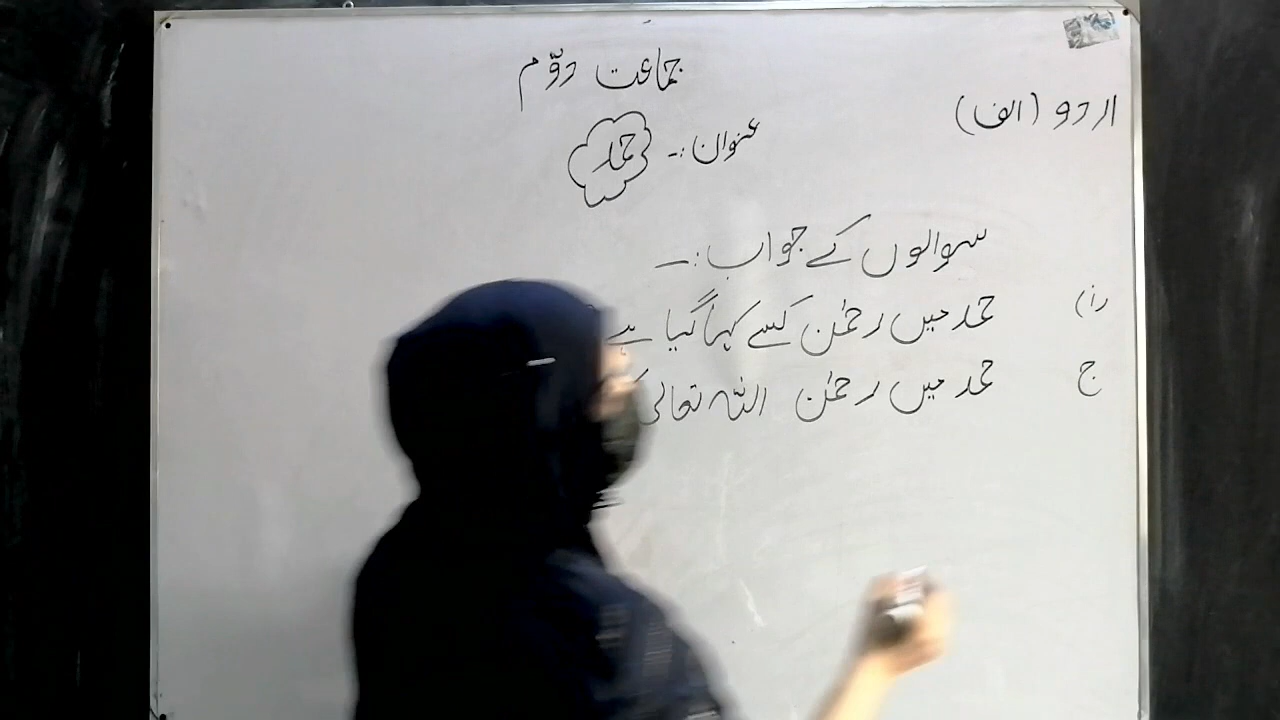 جماعت دوّم
اردو (الف)
عنوان :- حمد
سوالوں کے جواب :-
(i) حمد میں رحمٰن کسے کہا گیا ہے
ج حمد میں رحمٰن اللہ تعالیٰ